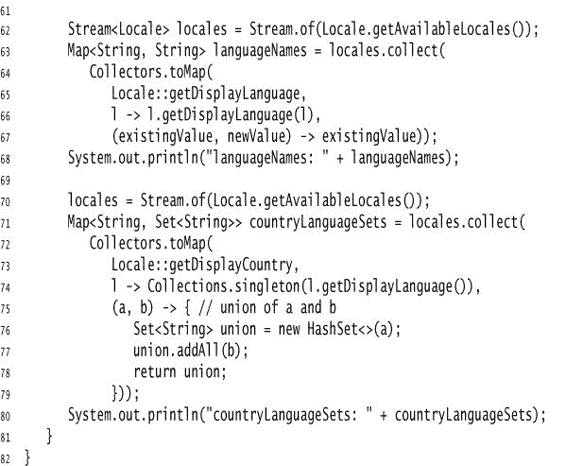 61
62 Stream<Locale> locales = Stream.of(Locale.getAvailableLocales());
63 Map<String, String> languageNames = locales.collect(
64 Collectors.toMap(
65 Locale::getDisplayLanguage,
66 l -> l.getDisplayLanguage(l),
67 (existingValue, newValue) -> existingValue));
68 System.out.println("languageNames: " + languageNames);
69
70 locales = Stream.of(Locale.getAvailableLocales());
71 Map<String, Set<String>> countryLanguageSets = locales.collect(
72 Collectors.toMap(
73 Locale::getDisplayCountry,
74 l -> Collections.singleton(l.getDisplayLanguage()),
75 (a, b) -> { // union of a and b
76 Set<String> union = new HashSet<>(a);
77 union.addAll(b);
78 return union;
79 }));
80 System.out.println("countryLanguageSets: " + countryLanguageSets);
81 }
82 }